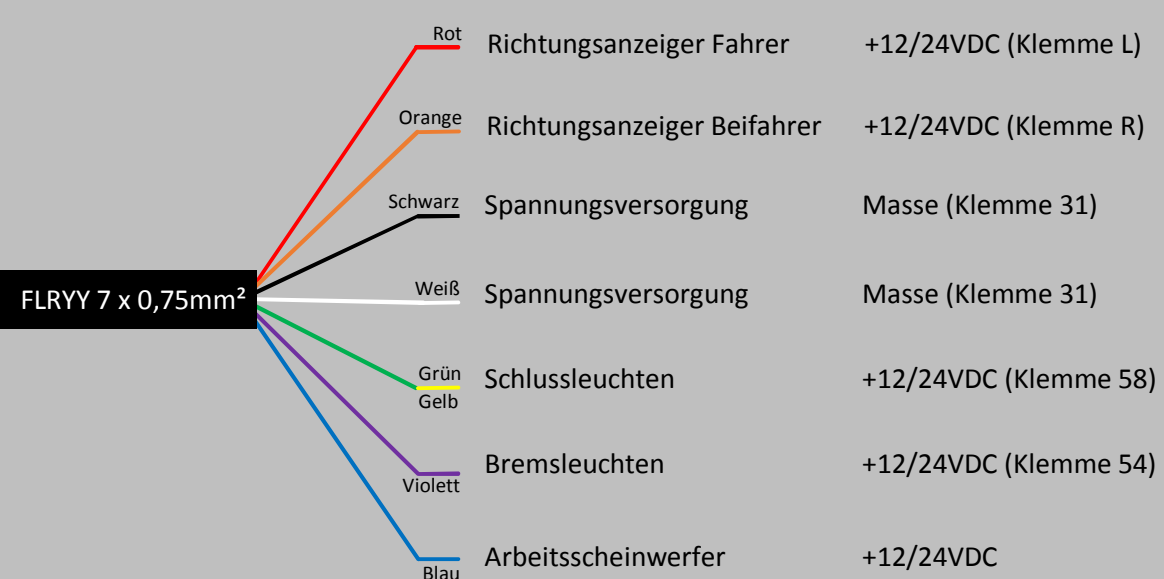 Rot Richtungsanzeiger Fahrer +12/24VDC (Klemme L)
Orange Richtungsanzeiger Beifahrer +12/24VDC (Klemme R)
Schwarz Spannungsversorgung Masse (Klemme 31)
FLRYY 7 x 0,75mm²
Weiß Spannungsversorgung Masse (Klemme 31)
Grün Schlussleuchten +12/24VDC (Klemme 58)
Gelb
Bremsleuchten +12/24VDC (Klemme 54)
Violett
Arbeitsscheinwerfer +12/24VDC
Blau